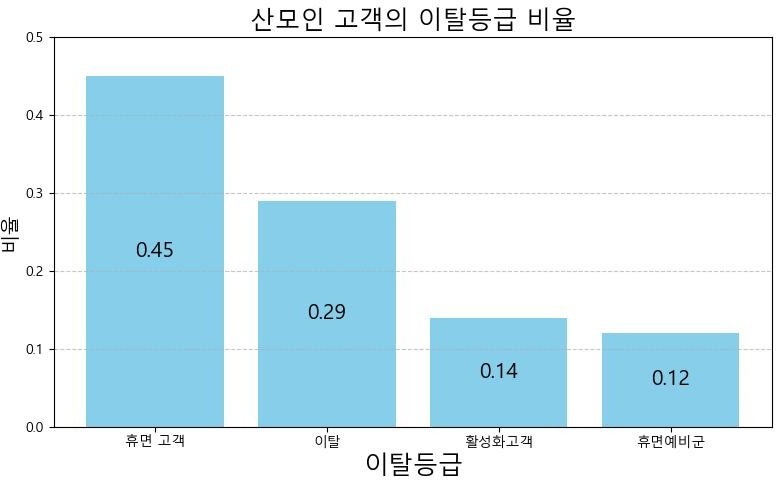 산모인 고객의 이탈등급 비율
0.5
0.4
0.3
0.2
0.1
0.0
비율
0.45
0.29
0.14
0.12
휴면 고객
이탈
활성화고객
휴면예비군
이탈등급